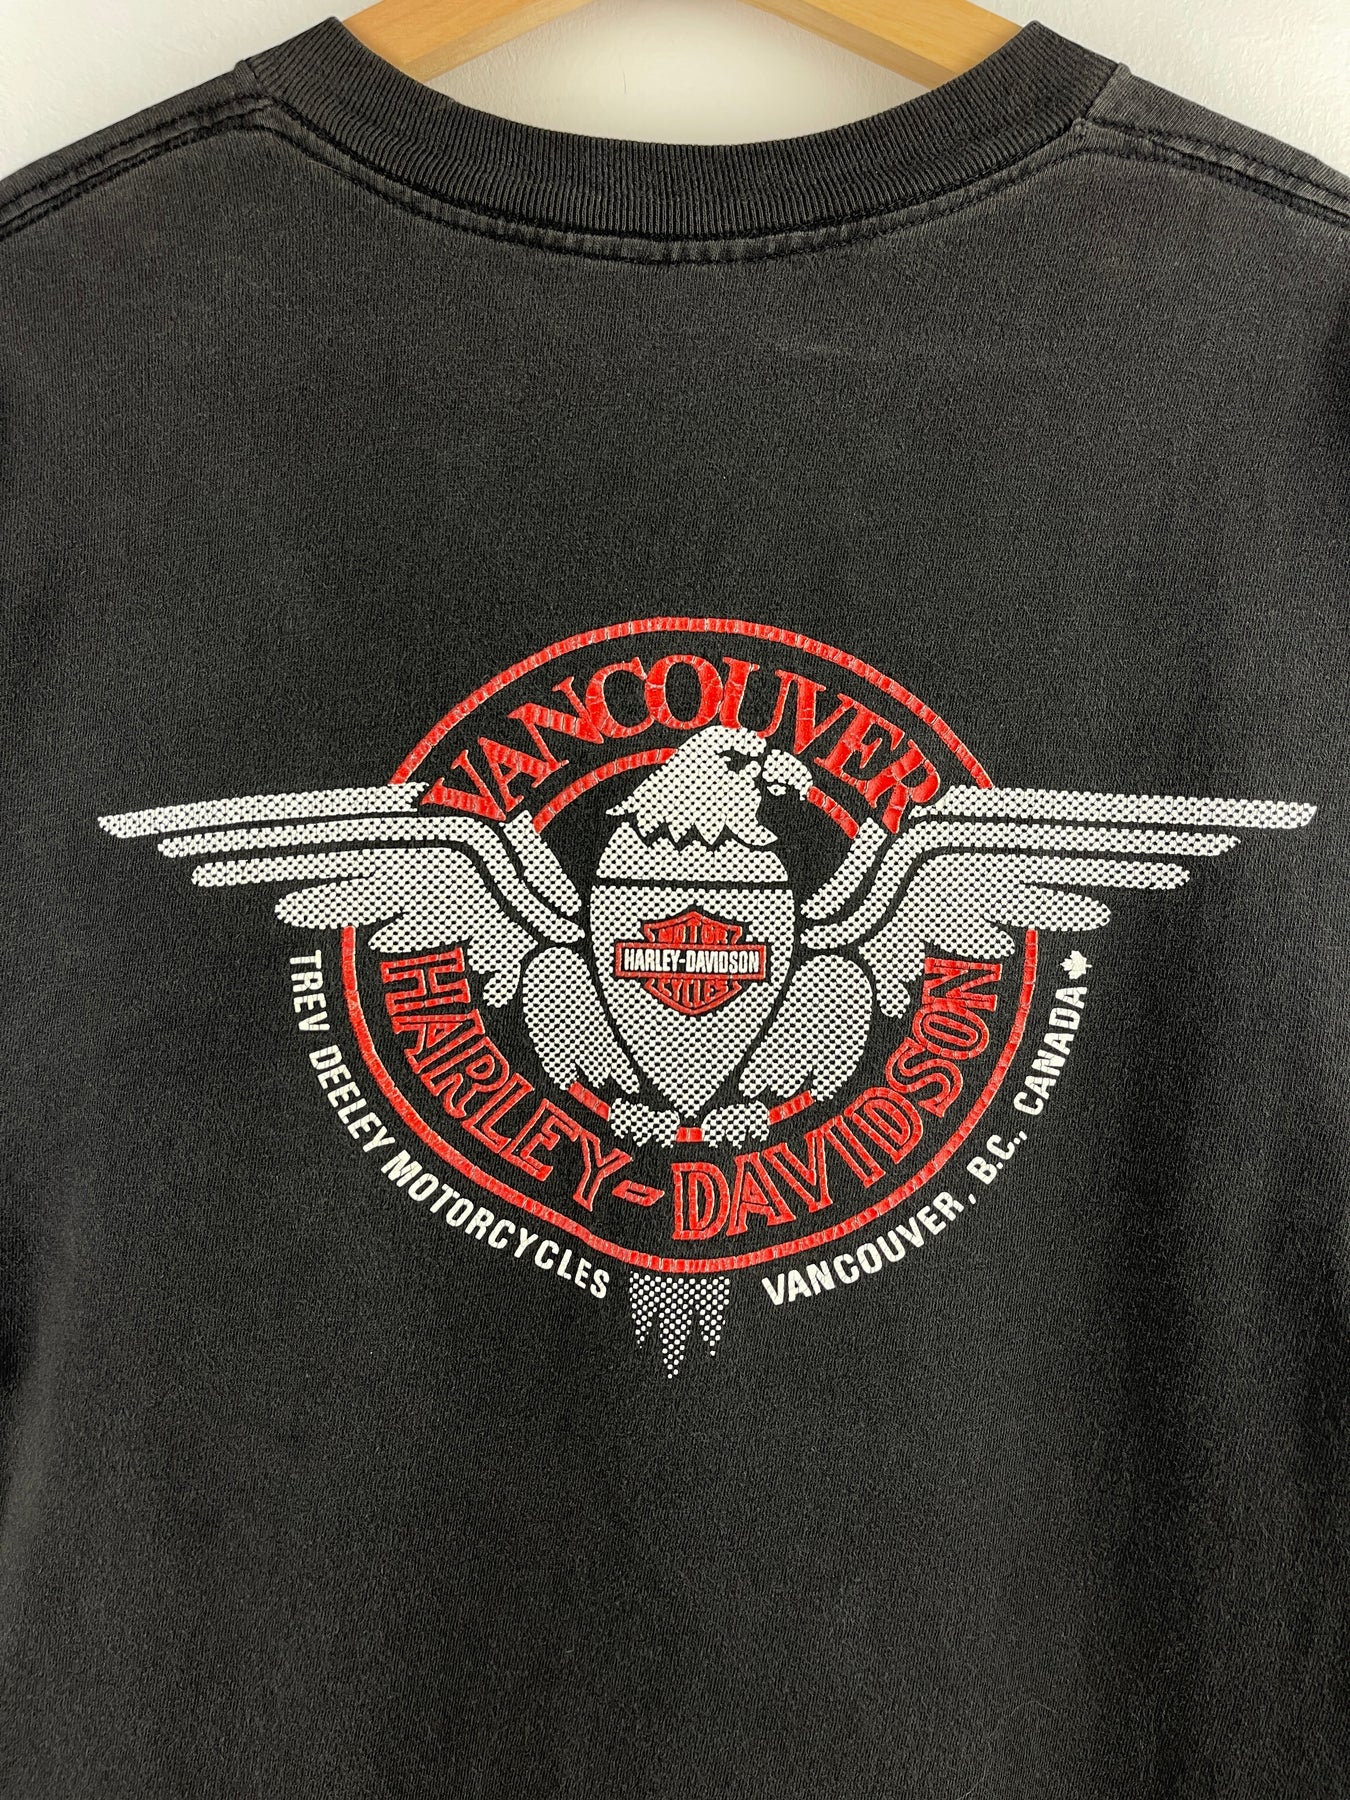 VANCOUVER
MOTOR
HARLEY-DAVIDSON
CYCLES
HARLEY-DAVIDSON
TREV DEELEY MOTORCYCLES
VANCOUVER, B.C., CANADA